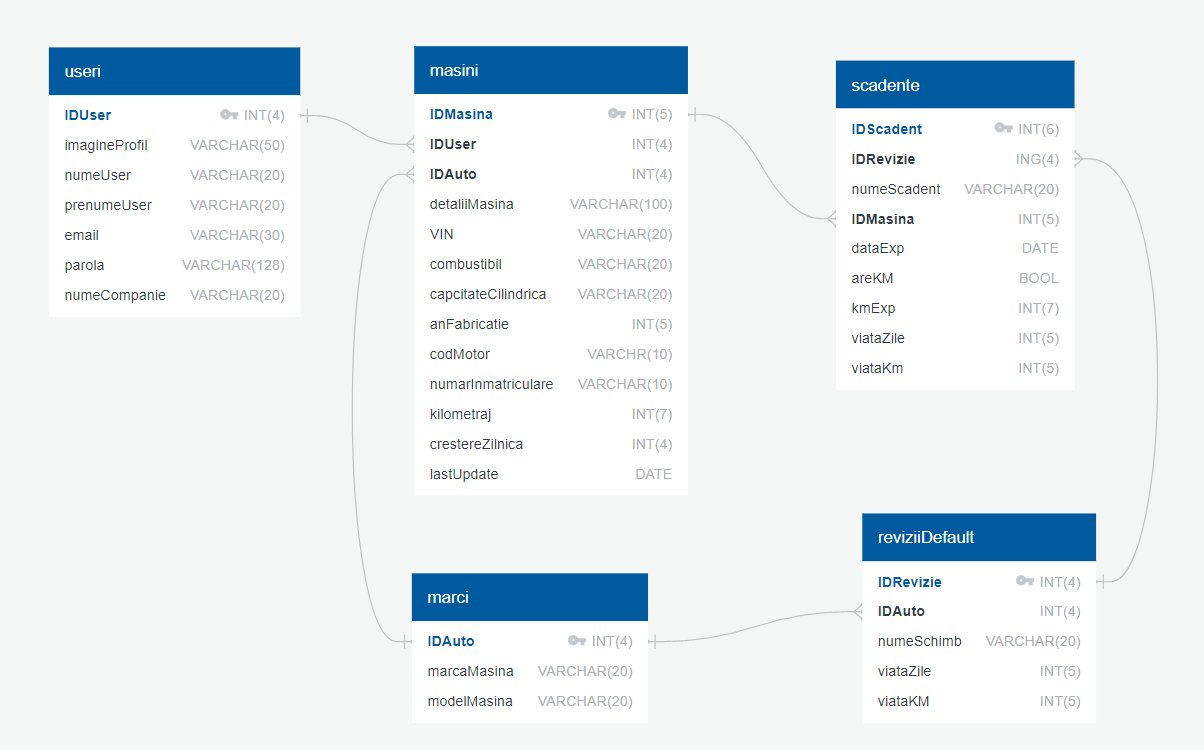 useri
IDUser INT(4)
imagineProfil VARCHAR(50)
numeUser VARCHAR(20)
prenumeUser VARCHAR(20)
email VARCHAR(30)
parola VARCHAR(128)
numeCompanie VARCHAR(20)
masini
IDMasina INT(5)
IDUser INT(4)
IDAuto INT(4)
detaliiMasina VARCHAR(100)
VIN VARCHAR(20)
combustibil VARCHAR(20)
capcitateCilindrica VARCHAR(20)
anFabricatie INT(5)
codMotor VARCHR(10)
numarInmatriculare VARCHAR(10)
kilometraj INT(7)
crestereZilnica INT(4)
lastUpdate DATE
scadente
IDScadent INT(6)
IDRevizie ING(4)
numeScadent VARCHAR(20)
IDMasina INT(5)
dataExp DATE
areKM BOOL
kmExp INT(7)
viataZile INT(5)
viataKm INT(5)
marci
IDAuto INT(4)
marcaMasina VARCHAR(20)
modelMasina VARCHAR(20)
reviziiDefault
IDRevizie INT(4)
IDAuto INT(4)
numeSchimb VARCHAR(20)
viataZile INT(5)
viataKM INT(5)